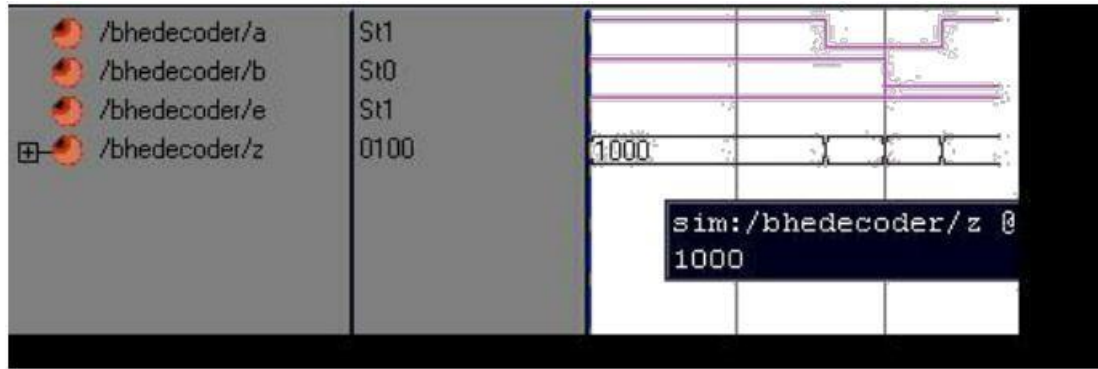 /bhedecoder/a St1
/bhedecoder/b St0
/bhedecoder/e St1
/bhedecoder/z 0100 1000
sim:/bhedecoder/z @
1000